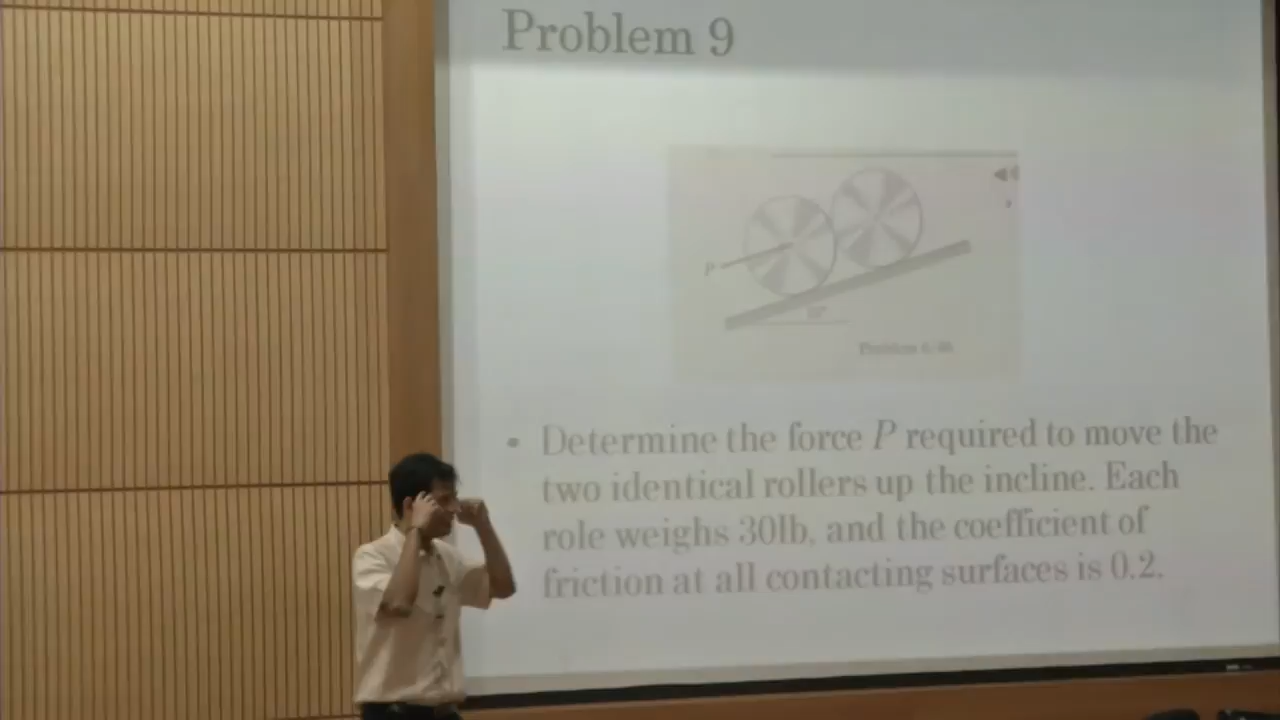 Problem 9
P
• Determine the force P required to move the
two identical rollers up the incline. Each
role weighs 30lb, and the coefficient of
friction at all contacting surfaces is 0.2.